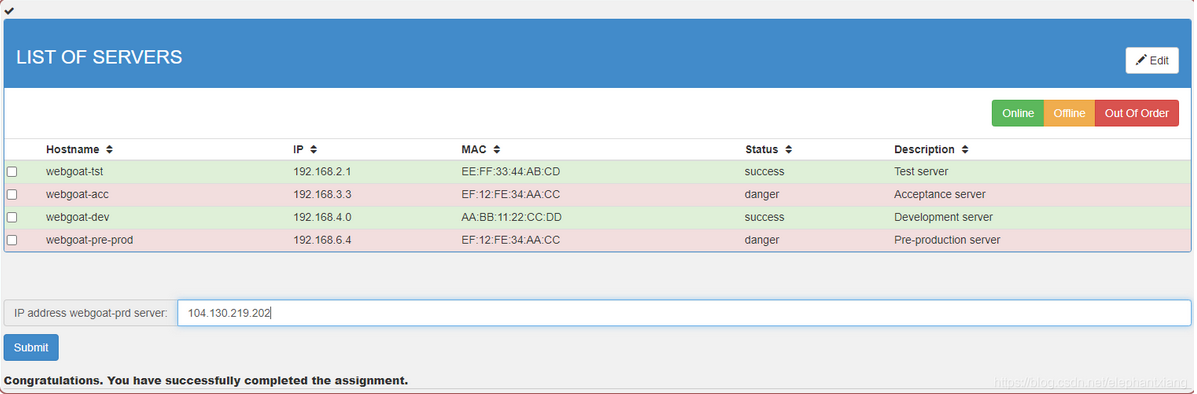 LIST OF SERVERS
Edit
Online Offline Out Of Order
Hostname IP MAC Status Description
webgoat-tst 192.168.2.1 EE:FF:33:44:AB:CD success Test server
webgoat-acc 192.168.3.3 EF:12:FE:34:AA:CC danger Acceptance server
webgoat-dev 192.168.4.0 AA:BB:11:22:CC:DD success Development server
webgoat-pre-prod 192.168.6.4 EF:12:FE:34:AA:CC danger Pre-production server
IP address webgoat-prd server: 104.130.219.202
Submit
Congratulations. You have successfully completed the assignment.
https://blog.csdn.net/elephantxiang